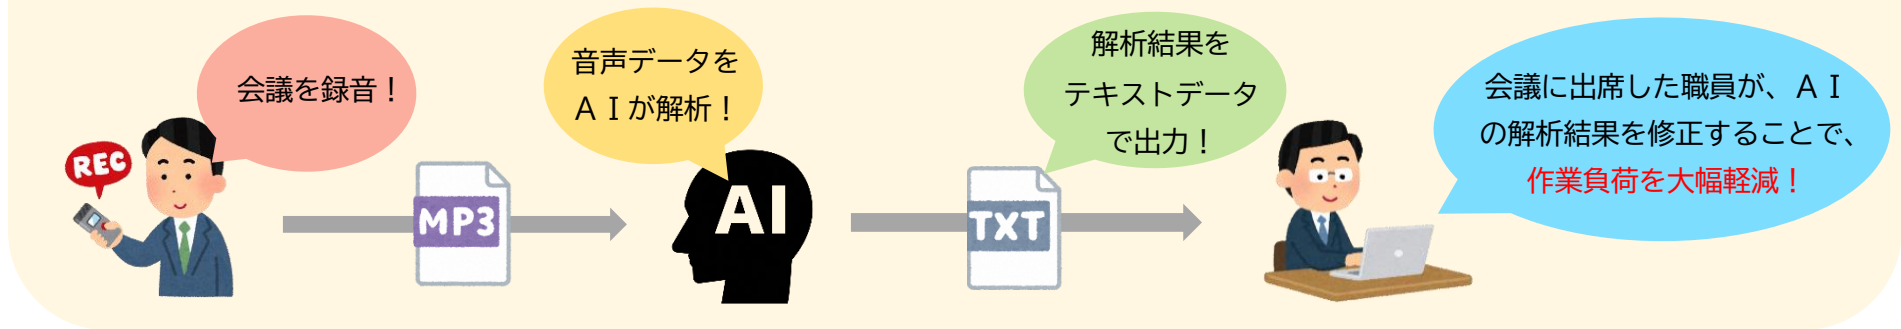 会議を録音！
REC
MP3
音声データを
ＡＩが解析！
AI
解析結果を
テキストデータ
で出力！
TXT
会議に出席した職員が、ＡＩ
の解析結果を修正することで、
作業負荷を大幅軽減！